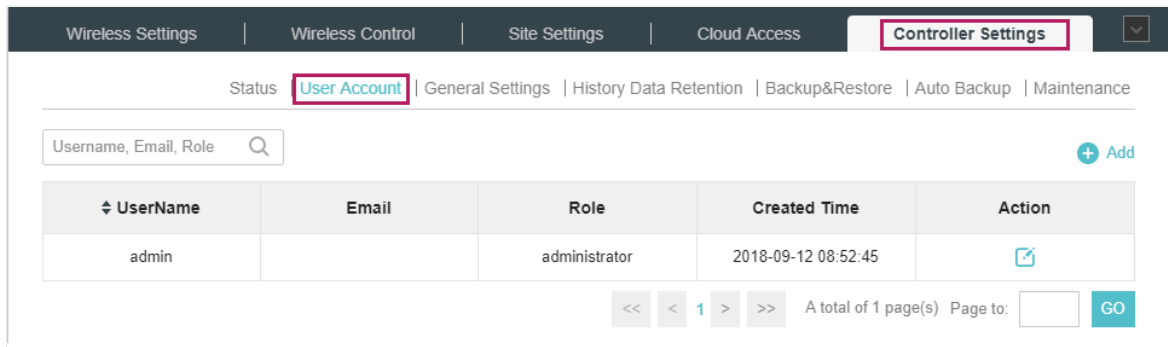 Wireless Settings | Wireless Control | Site Settings | Cloud Access Controller Settings
Status | User Account | General Settings | History Data Retention | Backup&Restore | Auto Backup | Maintenance
Username, Email, Role Add
UserName Email Role Created Time Action
admin administrator 2018-09-12 08:52:45
<< < 1 > >> A total of 1 page(s) Page to: GO